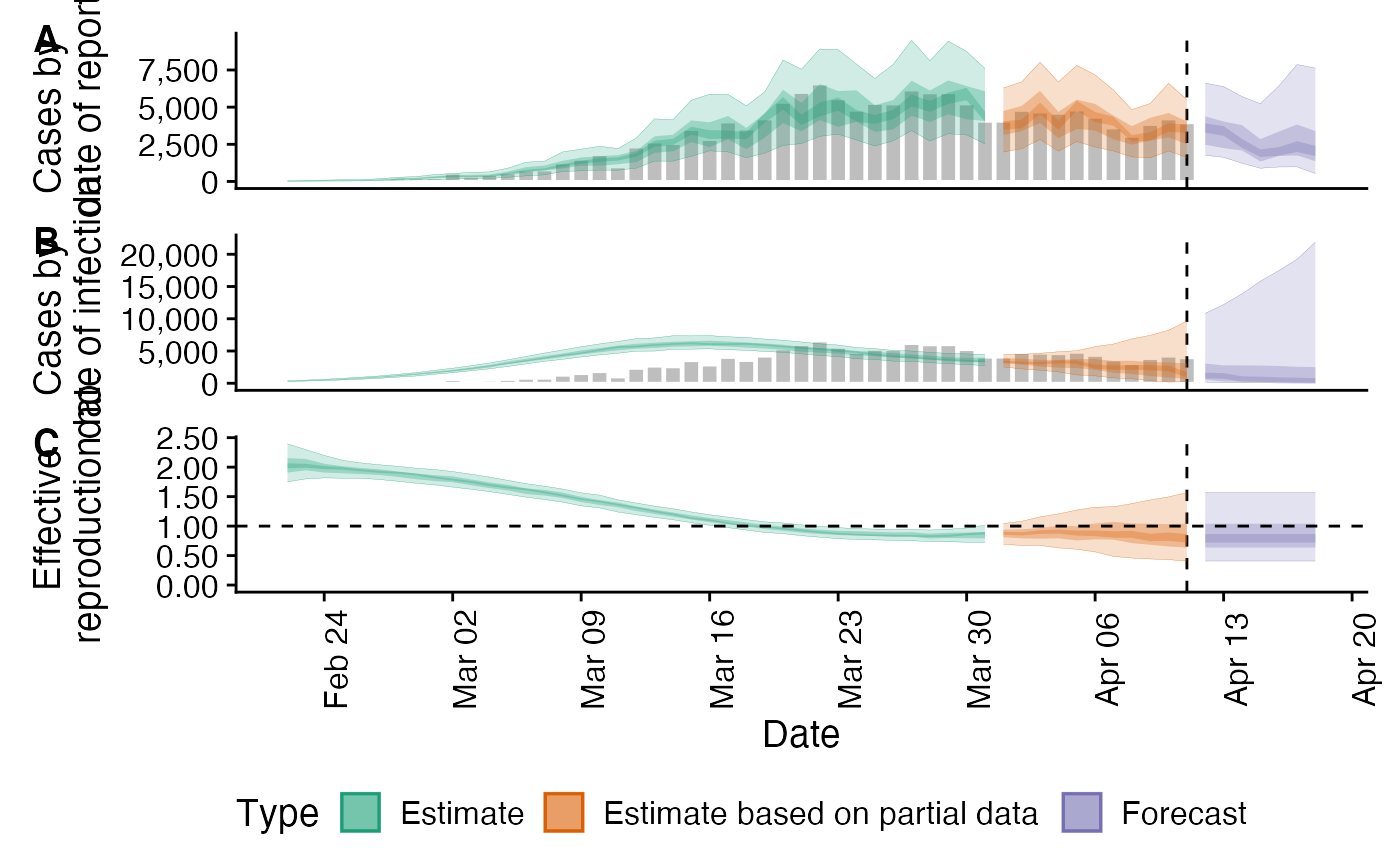 A
Cases by
date of report
7,500
5,000
2,500
0
B
Cases by
date of infection
20,000
15,000
10,000
5,000
0
C
Effective
reproduction no.
2.50
2.00
1.50
1.00
0.50
0.00
Feb 24
Mar 02
Mar 09
Mar 16
Mar 23
Mar 30
Apr 06
Apr 13
Apr 20
Date
Type
Estimate
Estimate based on partial data
Forecast